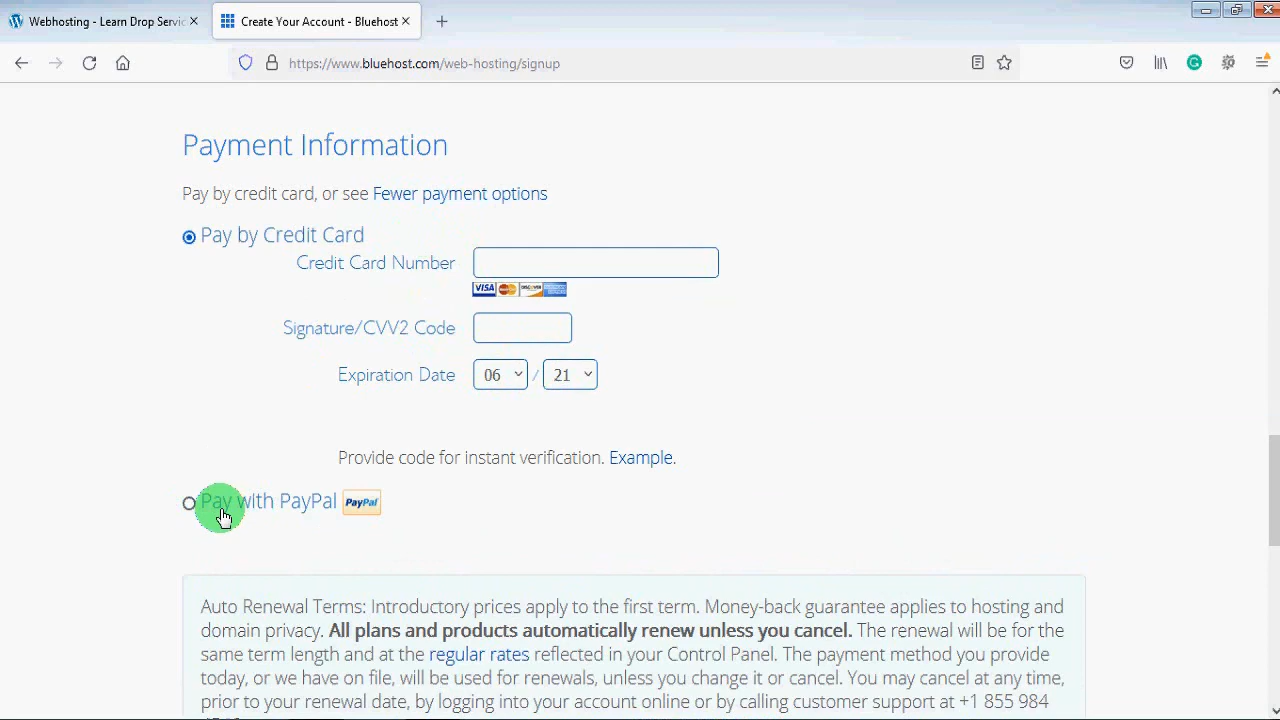 Webhosting - Learn Drop Servic
Create Your Account - Bluehost
https://www.bluehost.com/web-hosting/signup
Payment Information
Pay by credit card, or see Fewer payment options
Pay by Credit Card
Credit Card Number
VISA
Signature/CVV2 Code
Expiration Date 06 / 21
Provide code for instant verification. Example.
Pay with PayPal PayPal
Auto Renewal Terms: Introductory prices apply to the first term. Money-back guarantee applies to hosting and
domain privacy. All plans and products automatically renew unless you cancel. The renewal will be for the
same term length and at the regular rates reflected in your Control Panel. The payment method you provide
today, or we have on file, will be used for renewals, unless you change it or cancel. You may cancel at any time,
prior to your renewal date, by logging into your account online or by calling customer support at +1 855 984